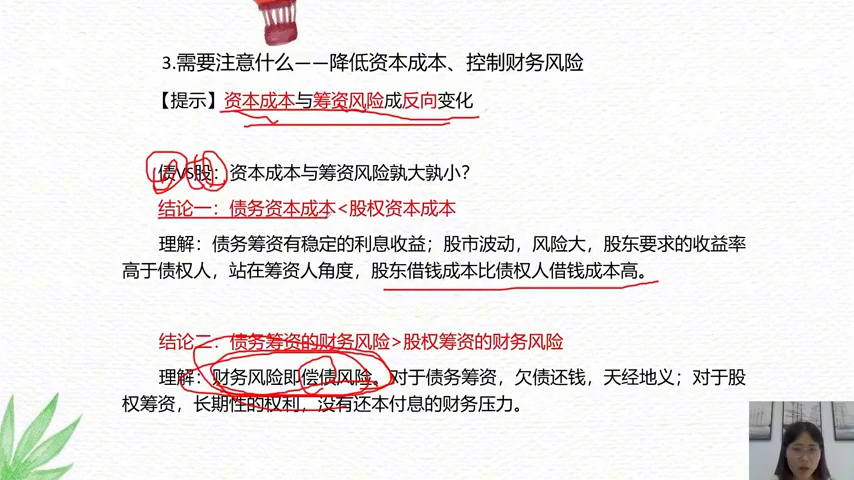 3.需要注意什么——降低资本成本、控制财务风险
【提示】资本成本与筹资风险成反向变化
债VS股：资本成本与筹资风险孰大孰小？
结论一：债务资本成本<股权资本成本
理解：债务筹资有稳定的利息收益；股市波动，风险大，股东要求的收益率
高于债权人，站在筹资人角度，股东借钱成本比债权人借钱成本高。
结论二：债务筹资的财务风险>股权筹资的财务风险
理解：财务风险即偿债风险。对于债务筹资，欠债还钱，天经地义；对于股
权筹资，长期性的权利，没有还本付息的财务压力。